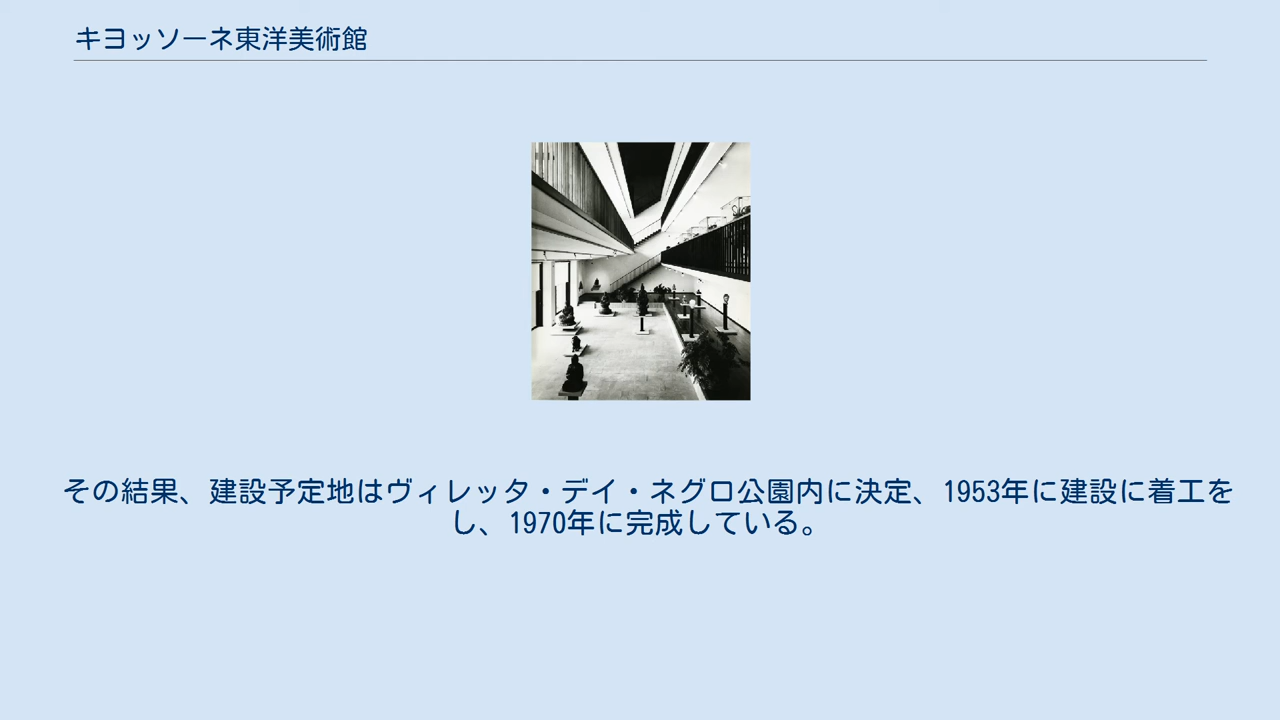 キヨッソーネ東洋美術館
その結果、建設予定地はヴィレッタ・デイ・ネグロ公園内に決定、1953年に建設に着工を
し、1970年に完成している。